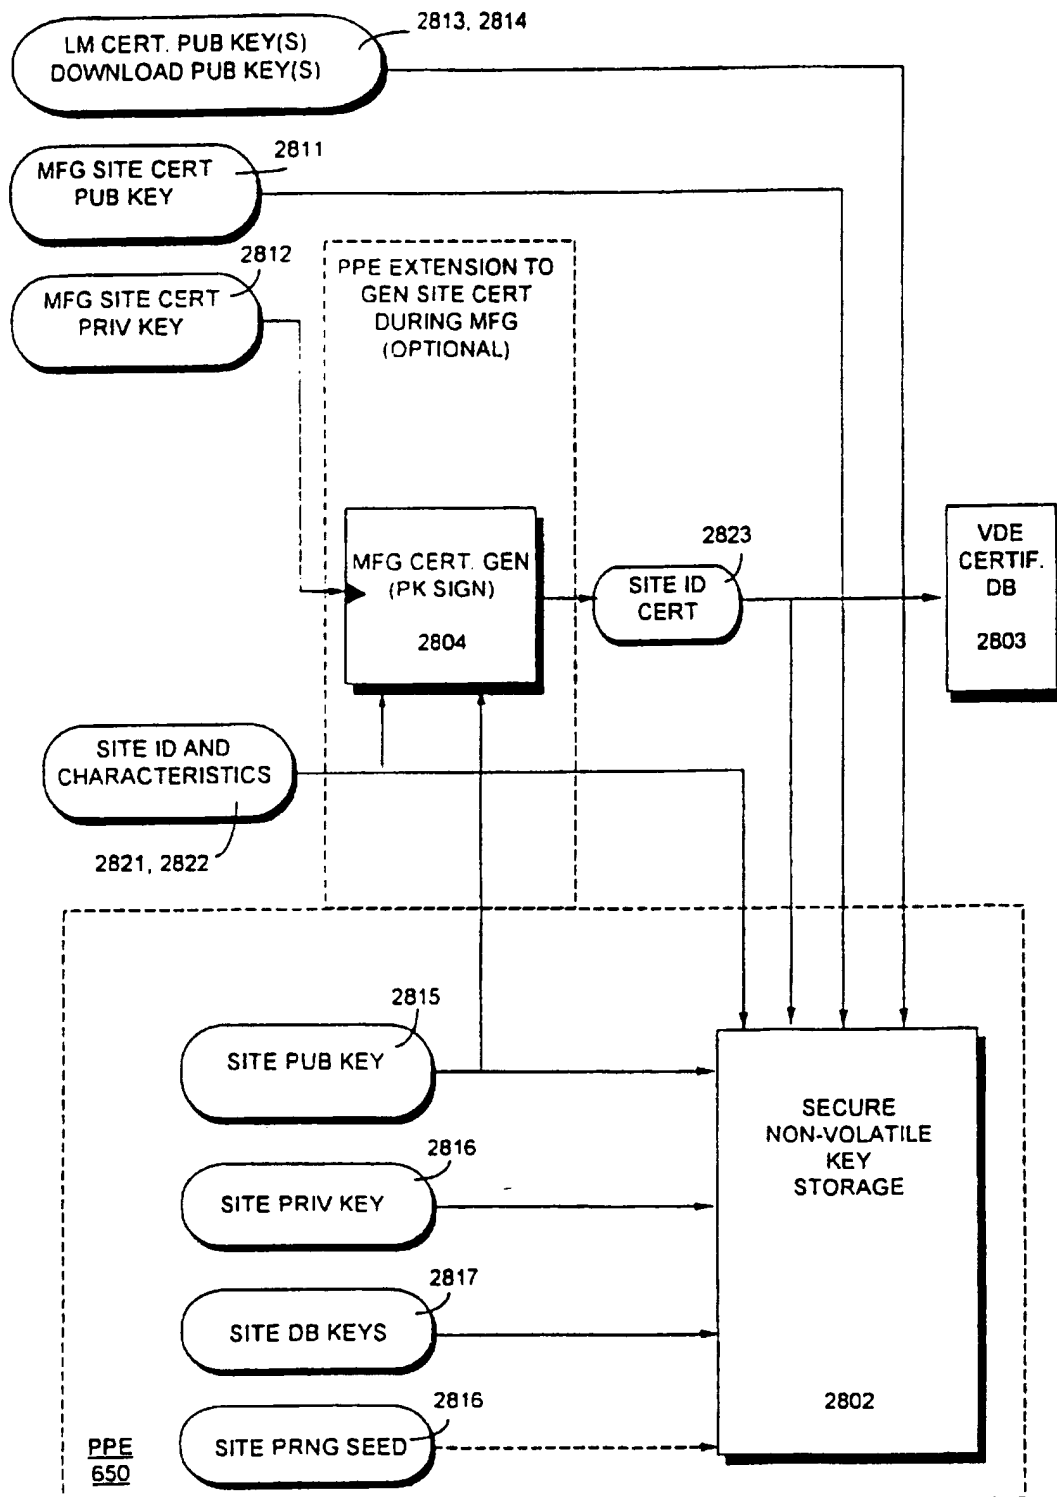 2813, 2814
LM CERT. PUB KEY(S)
DOWNLOAD PUB KEY(S)
2811
MFG SITE CERT
PUB KEY
2812
MFG SITE CERT
PRIV KEY
PPE EXTENSION TO
GEN SITE CERT
DURING MFG
(OPTIONAL)
MFG CERT. GEN
(PK SIGN)
2804
2823
SITE ID
CERT
VDE
CERTIF.
DB
2803
SITE ID AND
CHARACTERISTICS
2821, 2822
2815
SITE PUB KEY
2816
SITE PRIV KEY
2817
SITE DB KEYS
2816
SITE PRNG SEED
SECURE
NON-VOLATILE
KEY
STORAGE
2802
PPE
650